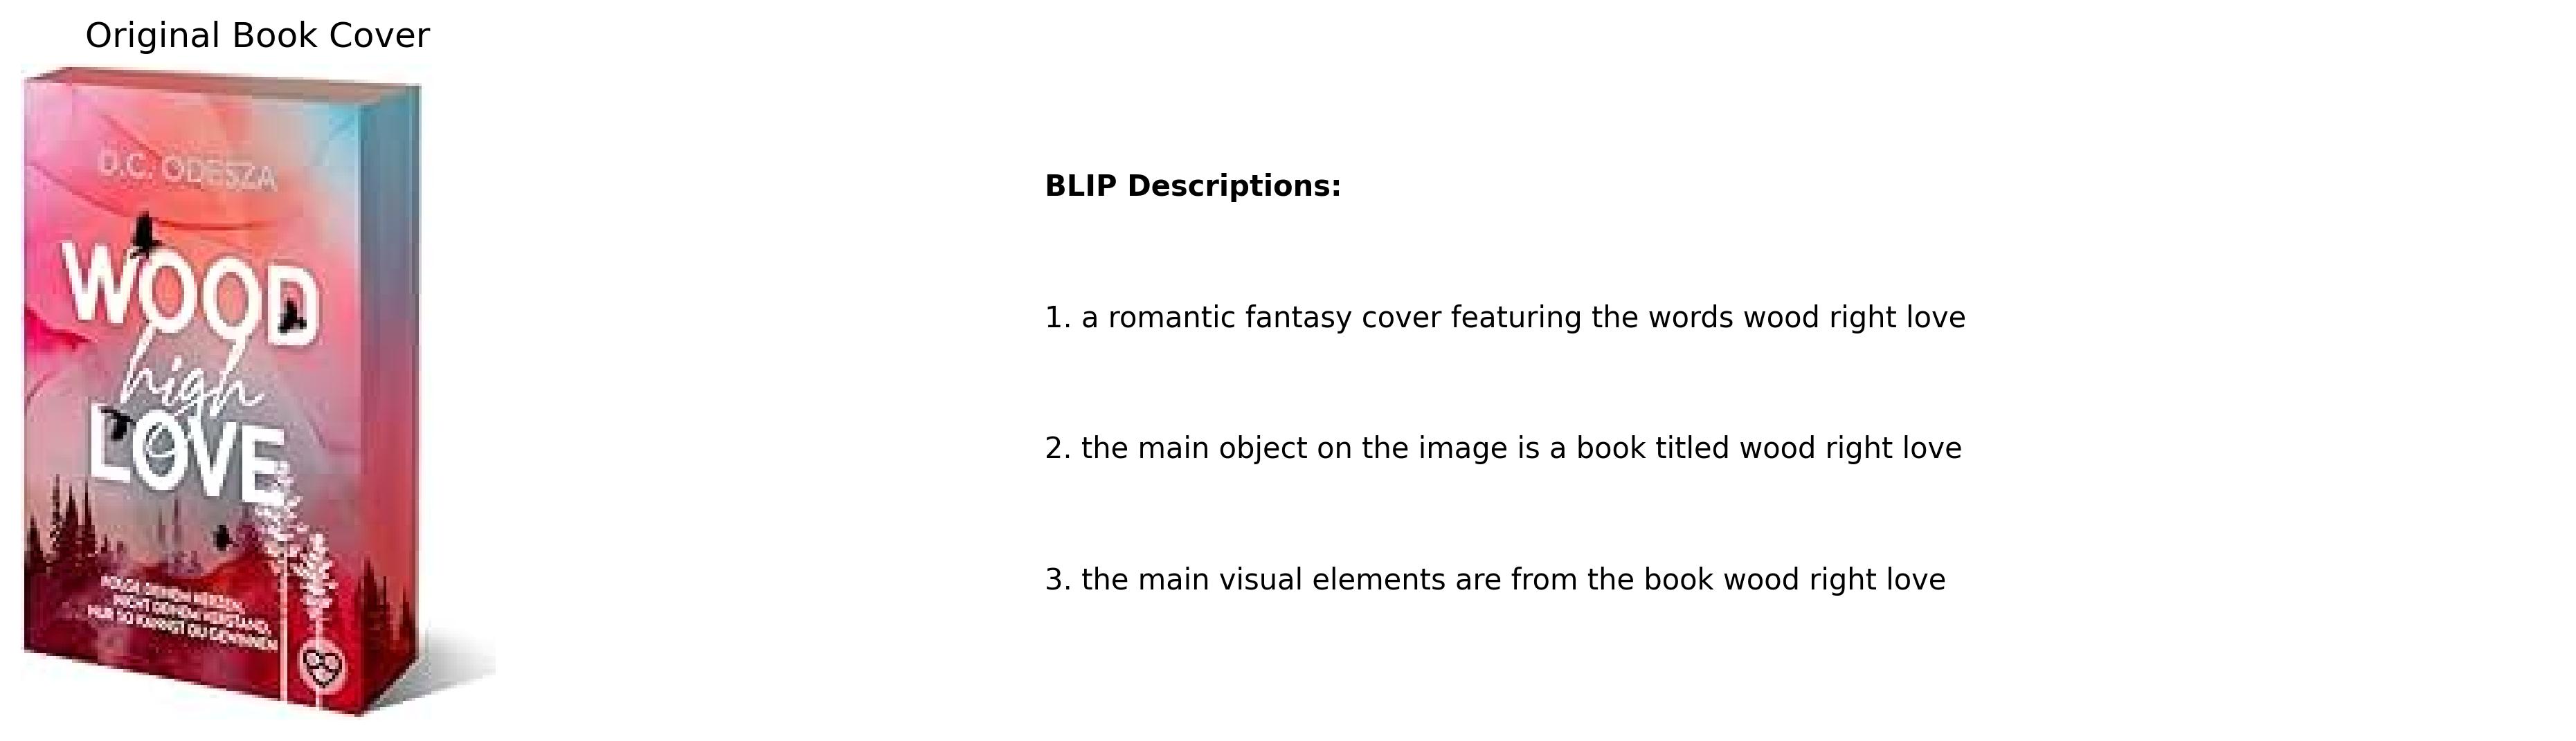 Original Book Cover
D.C. ODESZA
WOOD
high
LOVE
FOLGE DEINEM HERZEN,
NICHT DEINEM VERSTAND,
NUR SO KANNST DU GEWINNEN
BLIP Descriptions:
1. a romantic fantasy cover featuring the words wood right love
2. the main object on the image is a book titled wood right love
3. the main visual elements are from the book wood right love